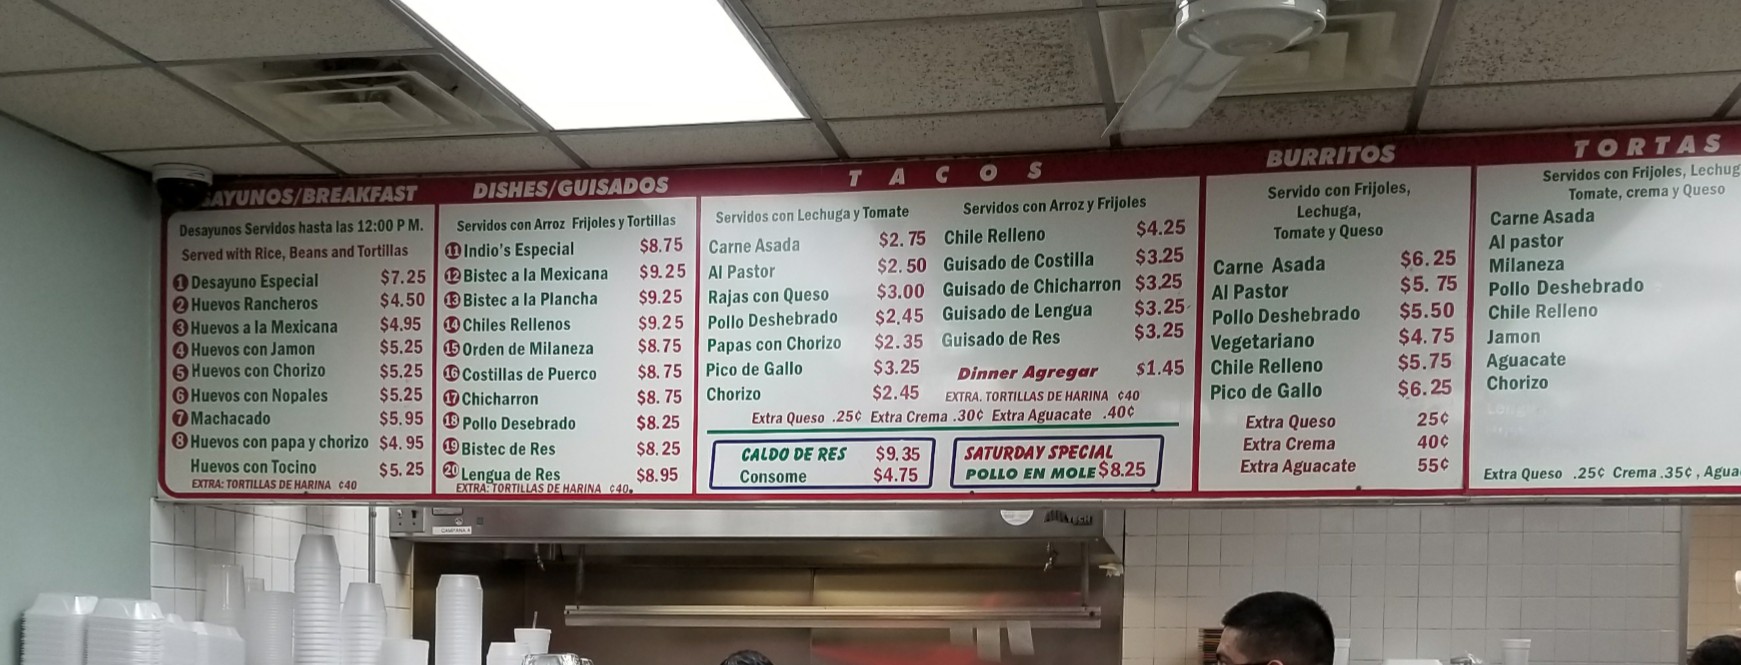 AYUNOS/BREAKFAST
Desayunos Servidos hasta las 12:00 P M.
Served with Rice, Beans and Tortillas
1 Desayuno Especial $7.25
2 Huevos Rancheros $4.50
3 Huevos a la Mexicana $4.95
4 Huevos con Jamon $5.25
5 Huevos con Chorizo $5.25
6 Huevos con Nopales $5.25
7 Machacado $5.95
8 Huevos con papa y chorizo $4.95
Huevos con Tocino $5.25
EXTRA: TORTILLAS DE HARINA ¢40
DISHES/GUISADOS
Servidos con Arroz Frijoles y Tortillas
11 Indio's Especial $8.75
12 Bistec a la Mexicana $9.25
13 Bistec a la Plancha $9.25
14 Chiles Rellenos $9.25
15 Orden de Milaneza $8.75
16 Costillas de Puerco $8.75
17 Chicharron $8.75
18 Pollo Desebrado $8.25
19 Bistec de Res $8.25
20 Lengua de Res $8.95
EXTRA: TORTILLAS DE HARINA ¢40.
TACOS
Servidos con Lechuga y Tomate
Carne Asada $2.75
Al Pastor $2.50
Rajas con Queso $3.00
Pollo Deshebrado $2.45
Papas con Chorizo $2.35
Pico de Gallo $3.25
Chorizo $2.45
Servidos con Arroz y Frijoles
Chile Relleno $4.25
Guisado de Costilla $3.25
Guisado de Chicharron $3.25
Guisado de Lengua $3.25
Guisado de Res $3.25
Dinner Agregar $1.45
EXTRA. TORTILLAS DE HARINA ¢40
Extra Queso .25¢ Extra Crema .30¢ Extra Aguacate .40¢
CALDO DE RES $9.35
Consome $4.75
SATURDAY SPECIAL
POLLO EN MOLE $8.25
BURRITOS
Servido con Frijoles,
Lechuga,
Tomate y Queso
Carne Asada $6.25
Al Pastor $5.75
Pollo Deshebrado $5.50
Vegetariano $4.75
Chile Relleno $5.75
Pico de Gallo $6.25
Extra Queso 25¢
Extra Crema 40¢
Extra Aguacate 55¢
TORTAS
Servidos con Frijoles, Lechug
Tomate, crema y Queso
Carne Asada
Al pastor
Milaneza
Pollo Deshebrado
Chile Relleno
Jamon
Aguacate
Chorizo
Extra Queso .25¢ Crema .35¢, Agua